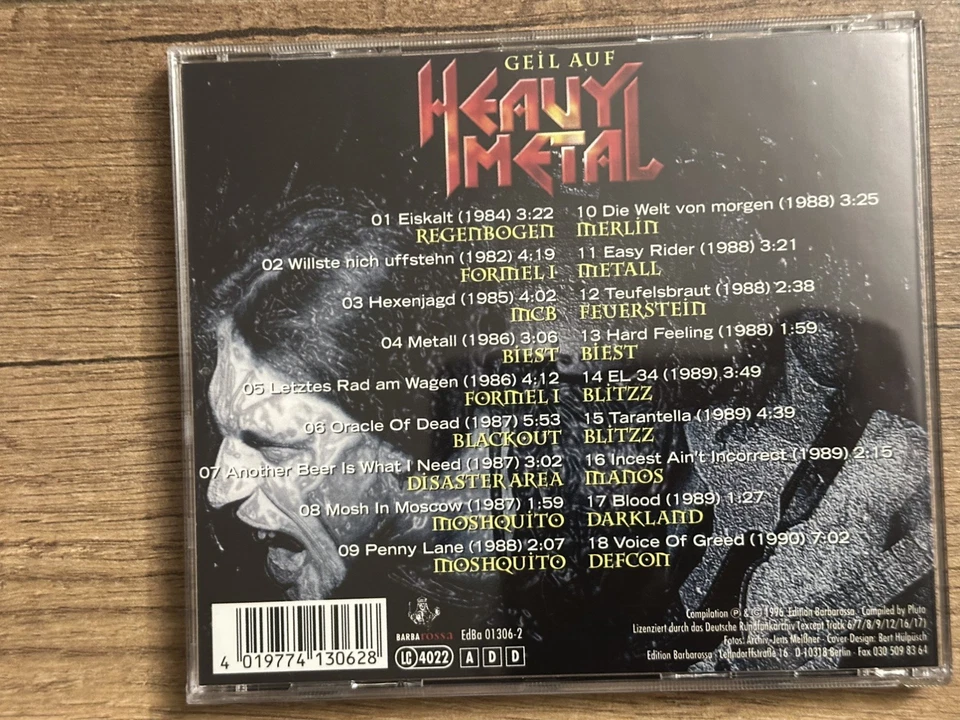 GEIL AUF
HEAVY
METAL
01 Eiskalt (1984) 3:22
REGENBOGEN
02 Willste nich uffstehn (1982) 4:19
FORMEL I
03 Hexenjagd (1985) 4:02
MCB
04 Metall (1986) 3:06
BIEST
05 Letztes Rad am Wagen (1986) 4:12
FORMEL I
06 Oracle Of Dead (1987) 5:53
BLACKOUT
07 Another Beer Is What I Need (1987) 3:02
DISASTER AREA
08 Mosh In Moscow (1987) 1:59
MOSHQUITO
09 Penny Lane (1988) 2:07
MOSHQUITO
10 Die Welt von morgen (1988) 3:25
MERLIN
11 Easy Rider (1988) 3:21
METALL
12 Teufelsbraut (1988) 2:38
FEUERSTEIN
13 Hard Feeling (1988) 1:59
BIEST
14 EL 34 (1989) 3:49
BLITZZ
15 Tarantella (1989) 4:39
BLITZZ
16 Incest Ain't Incorrect (1989) 2:15
MANOS
17 Blood (1989) 1:27
DARKLAND
18 Voice Of Greed (1990) 7:02
DEFCON
4 019774 130628
BARBAROSSA
EdBa 01306-2
LC 4022 A D D
Compilation ℗ & © 1996 Edition Barbarossa · Compiled by Pluto
Lizenziert durch das Deutsche Rundfunkarchiv (except Track 6/7/8/9/12/16/17)
Fotos: Archiv, Jens Meißner · Cover Design: Bert Hülpüsch
Edition Barbarossa · Lehndorffstraße 16 · D-10318 Berlin · Fax 030 509 83 64